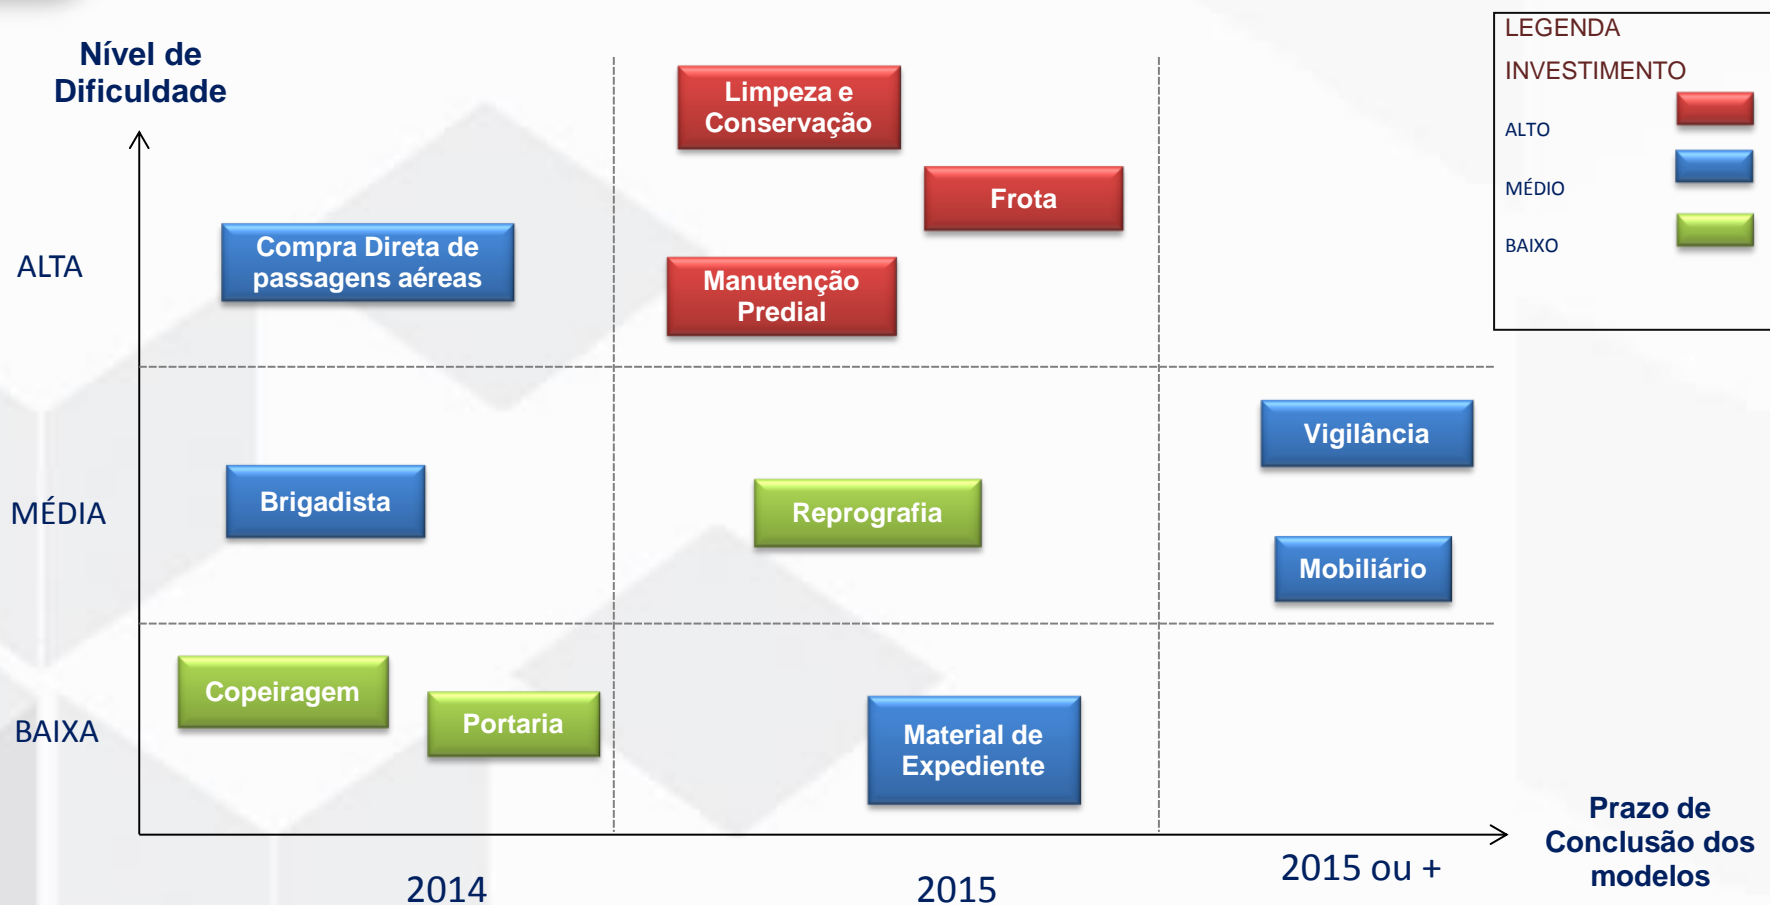 Nível de
Dificuldade
LEGENDA
INVESTIMENTO
ALTO
MÉDIO
BAIXO
Limpeza e
Conservação
Frota
ALTA
Compra Direta de
passagens aéreas
Manutenção
Predial
Vigilância
MÉDIA
Brigadista
Reprografia
Mobiliário
Copeiragem
Portaria
BAIXA
Material de
Expediente
Prazo de
Conclusão dos
modelos
2014
2015
2015 ou +